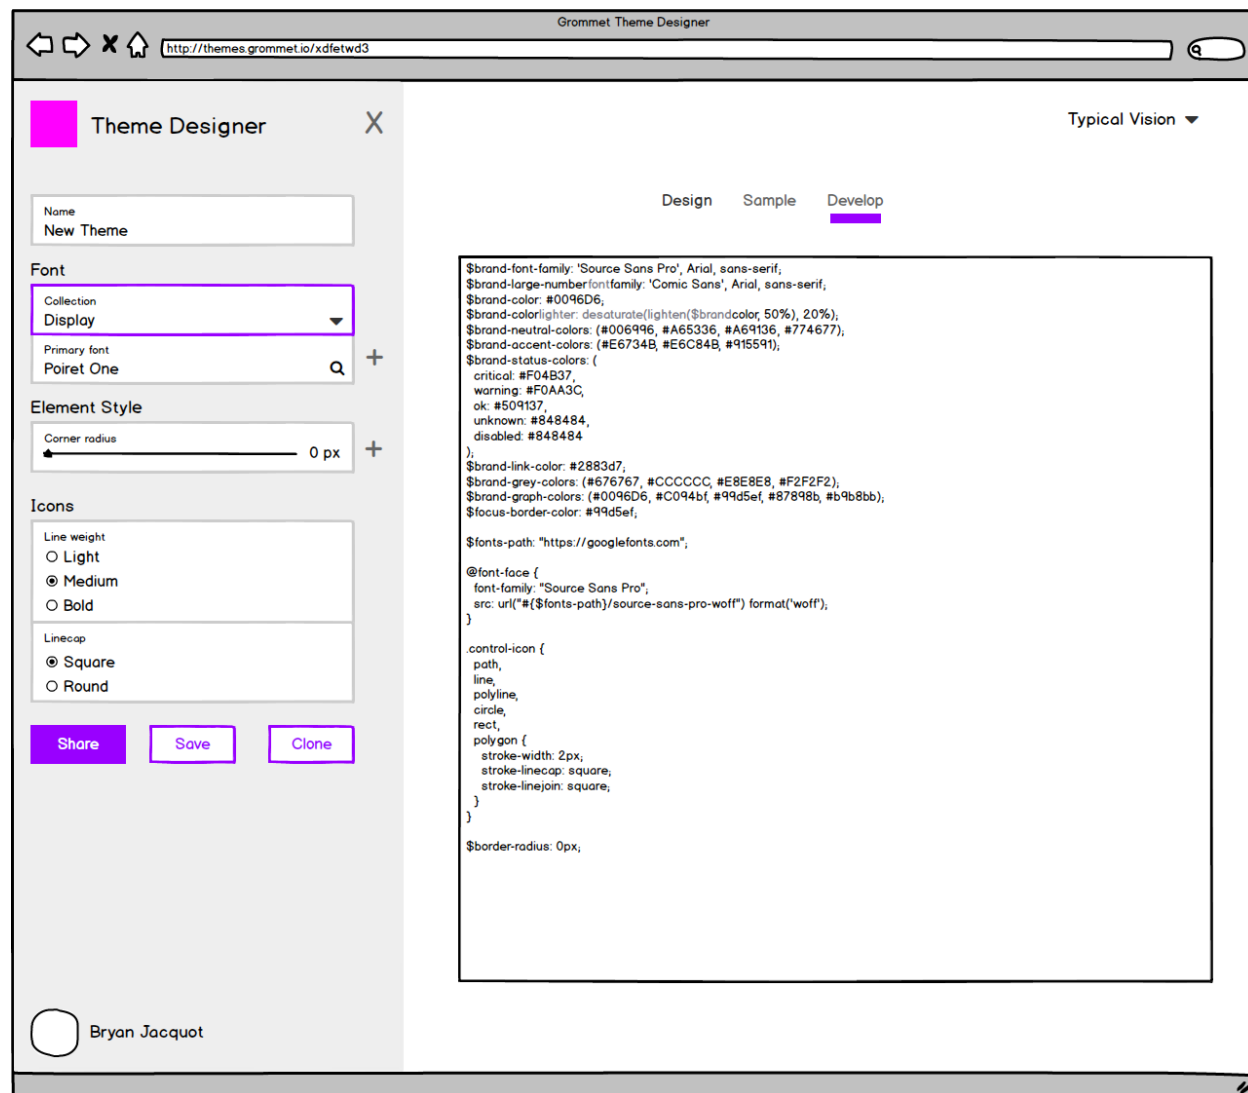 Grommet Theme Designer
http://themes.grommet.io/xdfetwd3
Theme Designer
X
Typical Vision
Name
New Theme
Design Sample Develop
Font
Collection
Display
Primary font
Poiret One
+
Element Style
Corner radius
0 px
+
Icons
Line weight
Light
Medium
Bold
Linecap
Square
Round
Share Save Clone
Bryan Jacquot
$brand-font-family: 'Source Sans Pro', Arial, sans-serif;
$brand-large-numberfontfamily: 'Comic Sans', Arial, sans-serif;
$brand-color: #0096D6;
$brand-colorlighter: desaturate(lighten($brandcolor, 50%), 20%);
$brand-neutral-colors: (#006996, #A65336, #A69136, #774677);
$brand-accent-colors: (#E6734B, #E6C84B, #915591);
$brand-status-colors: (
critical: #F04B37,
warning: #F0AA3C,
ok: #509137,
unknown: #848484,
disabled: #848484
);
$brand-link-color: #2883d7;
$brand-grey-colors: (#676767, #CCCCCC, #E8E8E8, #F2F2F2);
$brand-graph-colors: (#0096D6, #C094bf, #99d5ef, #87898b, #b9b8bb);
$focus-border-color: #99d5ef;
$fonts-path: "https://googlefonts.com";
@font-face {
font-family: "Source Sans Pro";
src: url("#{$fonts-path}/source-sans-pro-woff") format('woff');
}
.control-icon {
path,
line,
polyline,
circle,
rect,
polygon {
stroke-width: 2px;
stroke-linecap: square;
stroke-linejoin: square;
}
}
$border-radius: 0px;